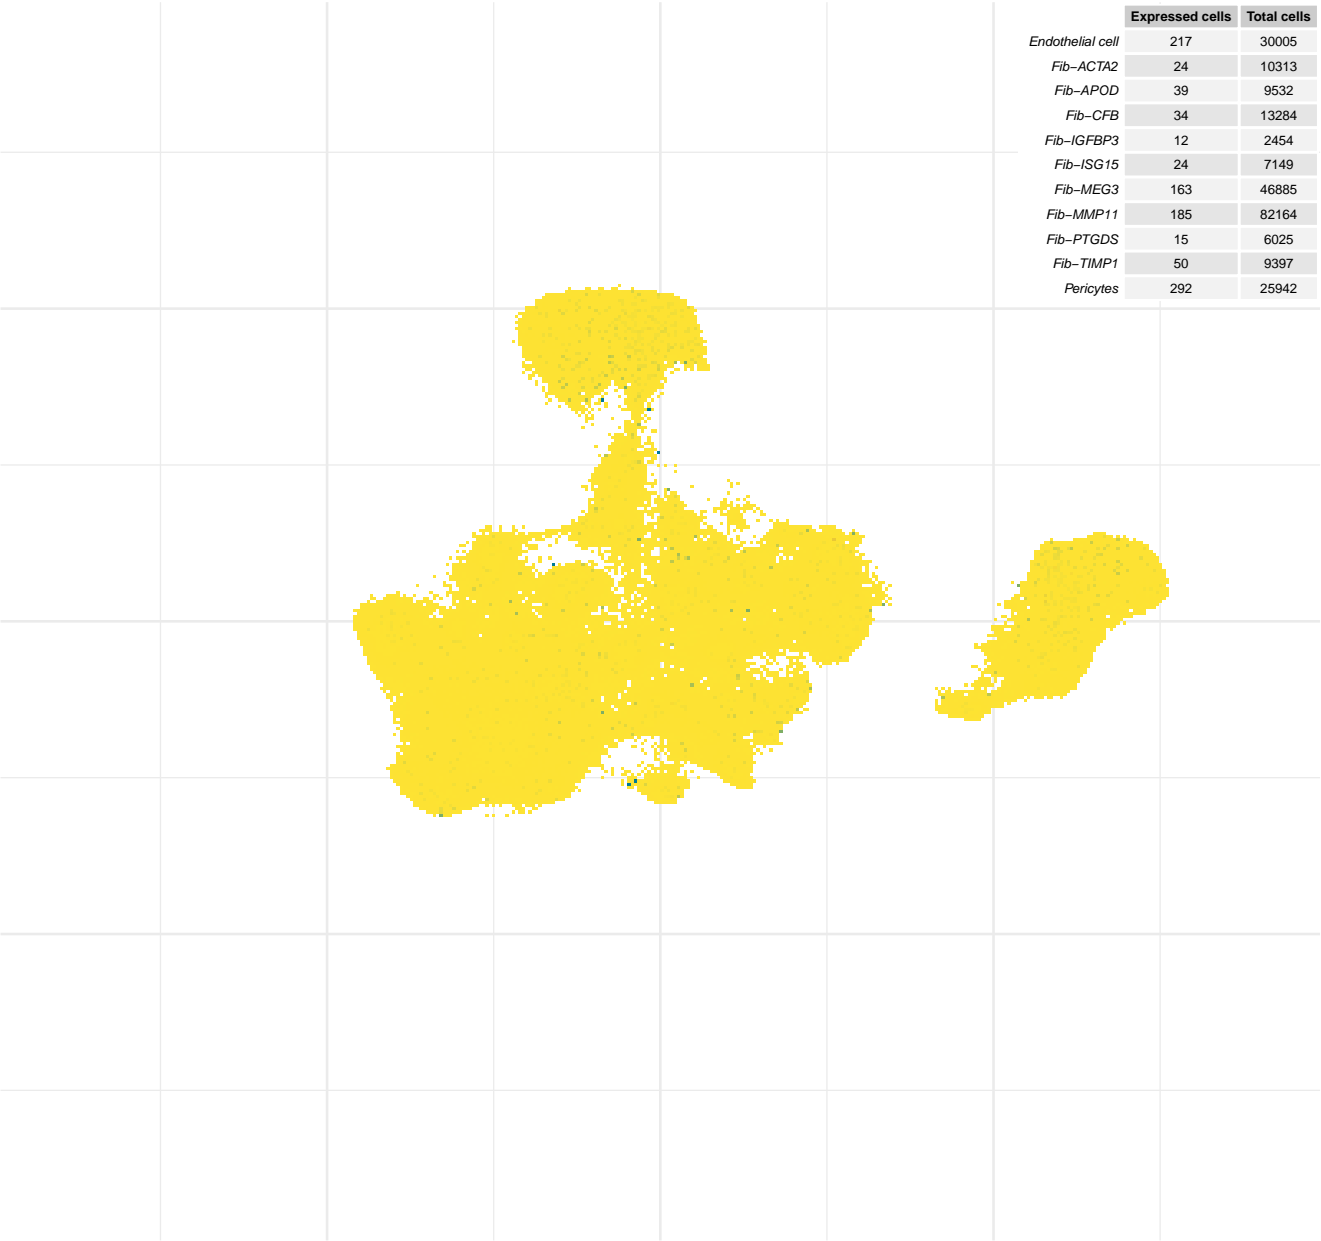 Expressed cells Total cells
Endothelial cell 217 30005
Fib−ACTA2 24 10313
Fib−APOD 39 9532
Fib−CFB 34 13284
Fib−IGFBP3 12 2454
Fib−ISG15 24 7149
Fib−MEG3 163 46885
Fib−MMP11 185 82164
Fib−PTGDS 15 6025
Fib−TIMP1 50 9397
Pericytes 292 25942